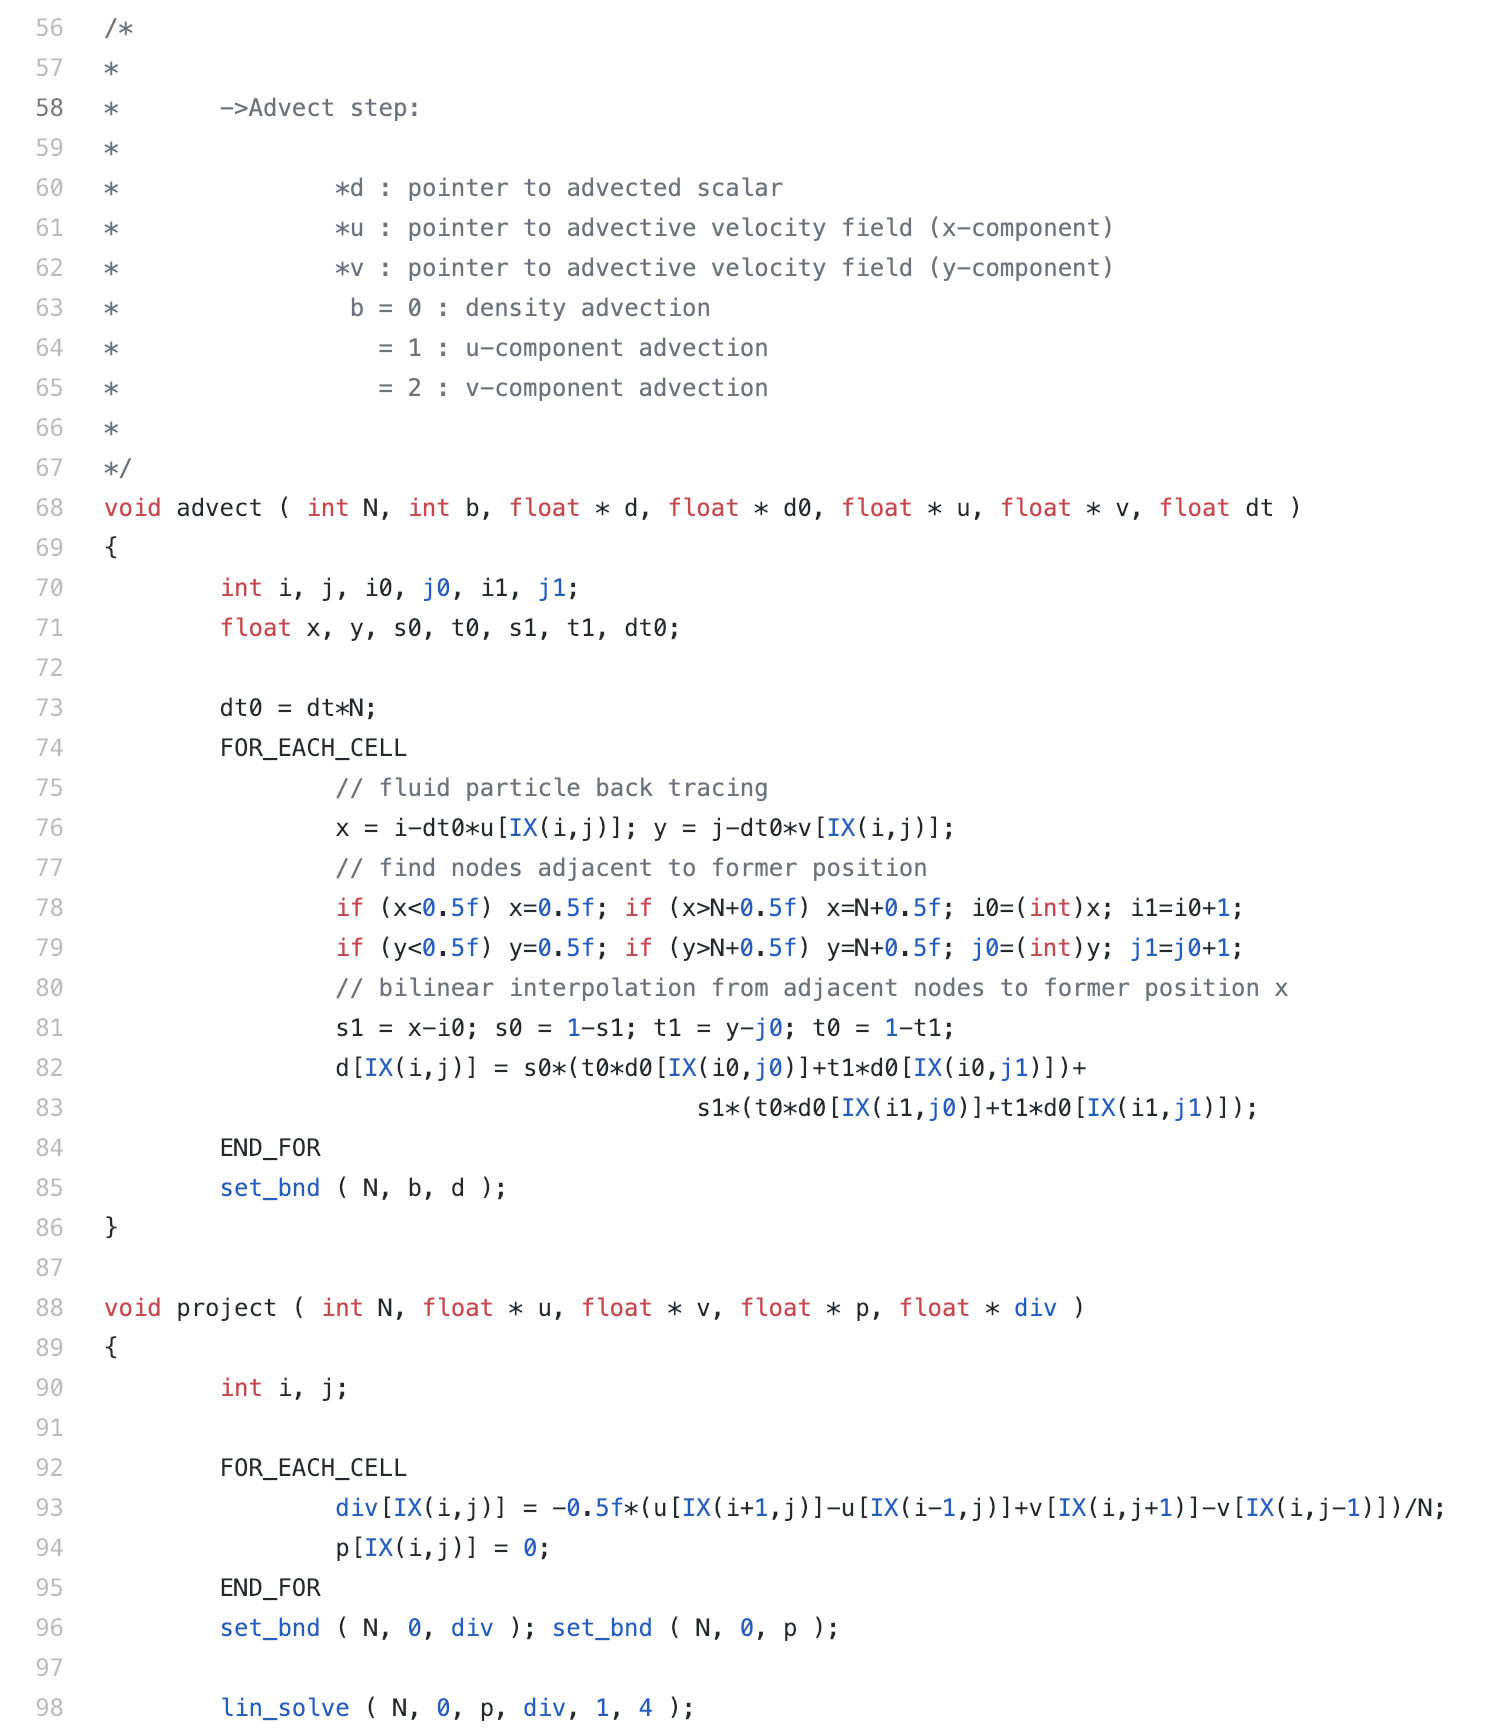 56 /*
57 *
58 * ->Advect step:
59 *
60 * *d : pointer to advected scalar
61 * *u : pointer to advective velocity field (x-component)
62 * *v : pointer to advective velocity field (y-component)
63 * b = 0 : density advection
64 * = 1 : u-component advection
65 * = 2 : v-component advection
66 *
67 */
68 void advect ( int N, int b, float * d, float * d0, float * u, float * v, float dt )
69 {
70 int i, j, i0, j0, i1, j1;
71 float x, y, s0, t0, s1, t1, dt0;
72
73 dt0 = dt*N;
74 FOR_EACH_CELL
75 // fluid particle back tracing
76 x = i-dt0*u[IX(i,j)]; y = j-dt0*v[IX(i,j)];
77 // find nodes adjacent to former position
78 if (x<0.5f) x=0.5f; if (x>N+0.5f) x=N+0.5f; i0=(int)x; i1=i0+1;
79 if (y<0.5f) y=0.5f; if (y>N+0.5f) y=N+0.5f; j0=(int)y; j1=j0+1;
80 // bilinear interpolation from adjacent nodes to former position x
81 s1 = x-i0; s0 = 1-s1; t1 = y-j0; t0 = 1-t1;
82 d[IX(i,j)] = s0*(t0*d0[IX(i0,j0)]+t1*d0[IX(i0,j1)])+
83 s1*(t0*d0[IX(i1,j0)]+t1*d0[IX(i1,j1)]);
84 END_FOR
85 set_bnd ( N, b, d );
86 }
87
88 void project ( int N, float * u, float * v, float * p, float * div )
89 {
90 int i, j;
91
92 FOR_EACH_CELL
93 div[IX(i,j)] = -0.5f*(u[IX(i+1,j)]-u[IX(i-1,j)]+v[IX(i,j+1)]-v[IX(i,j-1)])/N;
94 p[IX(i,j)] = 0;
95 END_FOR
96 set_bnd ( N, 0, div ); set_bnd ( N, 0, p );
97
98 lin_solve ( N, 0, p, div, 1, 4 );